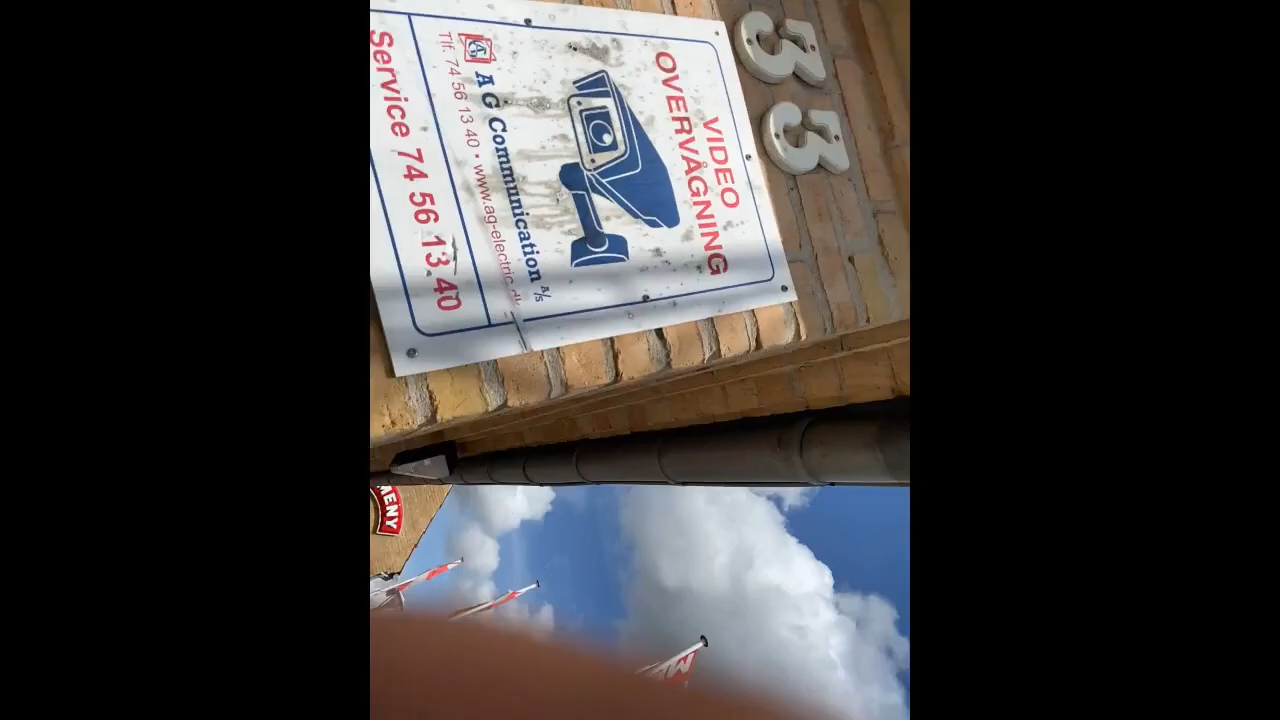 33
VIDEO
OVERVÅGNING
AG Communication A/S
Tlf. 74 56 13 40 • www.ag-electric.dk
Service 74 56 13 40
MENY